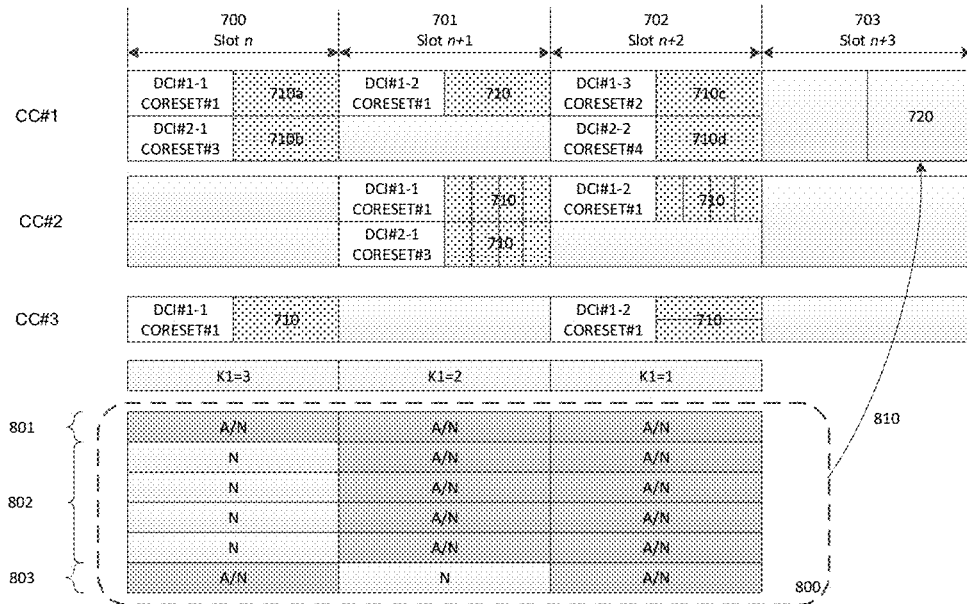 700 701 702 703
Slot n Slot n+1 Slot n+2 Slot n+3
CC#1
DCI#1-1 710a DCI#1-2 710 DCI#1-3 710c
CORESET#1 CORESET#1 CORESET#2
720
DCI#2-1 710b DCI#2-2 710d
CORESET#3 CORESET#4
CC#2
DCI#1-1 710 DCI#1-2 710
CORESET#1 CORESET#1
DCI#2-1 710
CORESET#3
CC#3
DCI#1-1 710 DCI#1-2 710
CORESET#1 CORESET#1
K1=3 K1=2 K1=1
801 A/N A/N A/N
810
N A/N A/N
N A/N A/N
802
N A/N A/N
N A/N A/N
803 A/N N A/N
800